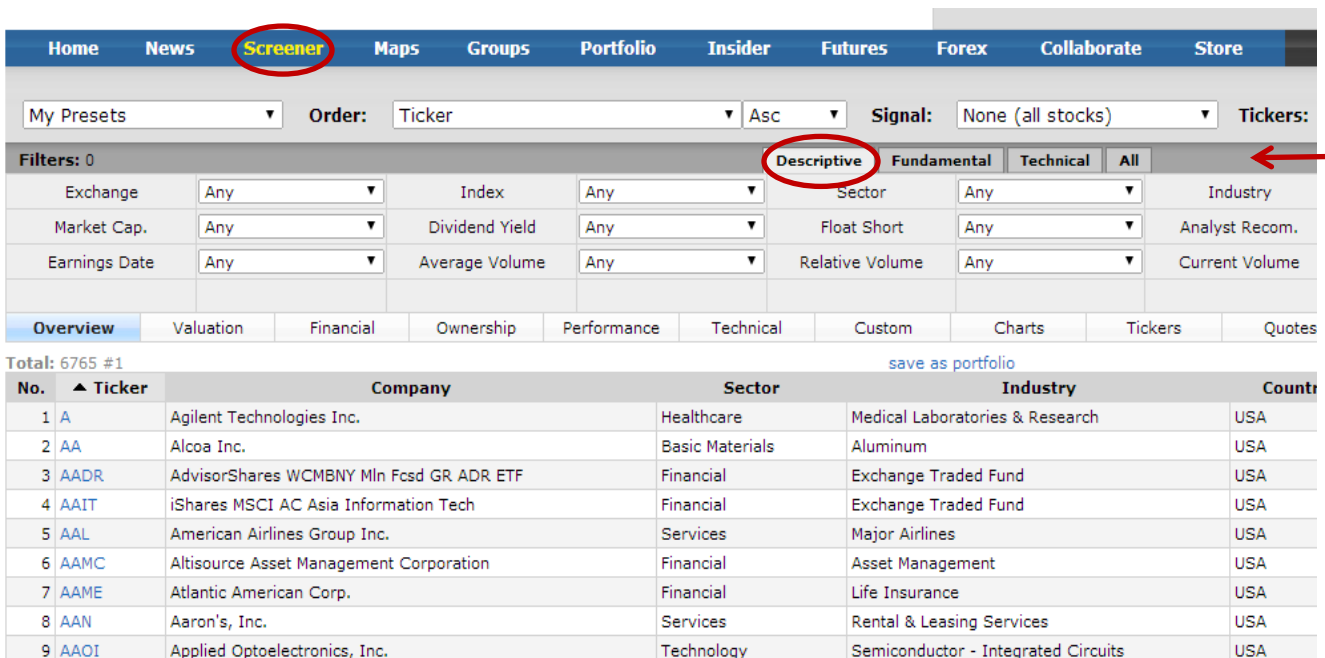 Home News Screener Maps Groups Portfolio Insider Futures Forex Collaborate Store
My Presets Order: Ticker Asc Signal: None (all stocks) Tickers:
Filters: 0 Descriptive Fundamental Technical All
Exchange Any Index Any Sector Any Industry
Market Cap. Any Dividend Yield Any Float Short Any Analyst Recom.
Earnings Date Any Average Volume Any Relative Volume Any Current Volume
Overview Valuation Financial Ownership Performance Technical Custom Charts Tickers Quotes
Total: 6765 #1 save as portfolio
No. ▲ Ticker Company Sector Industry Countr
1 A Agilent Technologies Inc. Healthcare Medical Laboratories & Research USA
2 AA Alcoa Inc. Basic Materials Aluminum USA
3 AADR AdvisorShares WCMBNY Mln Fcsd GR ADR ETF Financial Exchange Traded Fund USA
4 AAIT iShares MSCI AC Asia Information Tech Financial Exchange Traded Fund USA
5 AAL American Airlines Group Inc. Services Major Airlines USA
6 AAMC Altisource Asset Management Corporation Financial Asset Management USA
7 AAME Atlantic American Corp. Financial Life Insurance USA
8 AAN Aaron's, Inc. Services Rental & Leasing Services USA
9 AAOI Applied Optoelectronics, Inc. Technology Semiconductor - Integrated Circuits USA